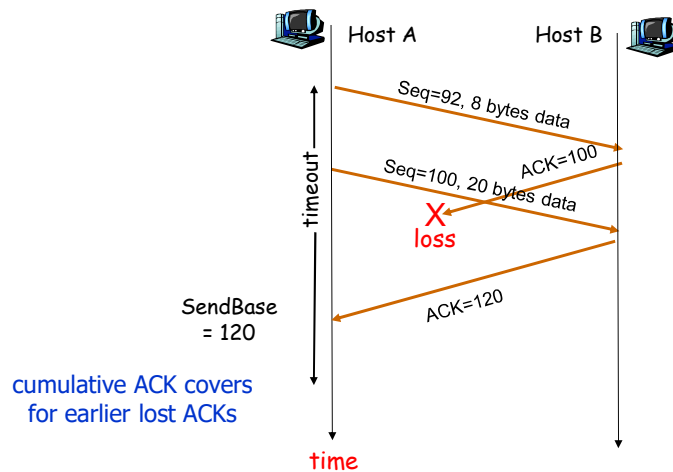 Host A
Host B
Seq=92, 8 bytes data
ACK=100
timeout
Seq=100, 20 bytes data
X
loss
SendBase
= 120
ACK=120
cumulative ACK covers
for earlier lost ACKs
time